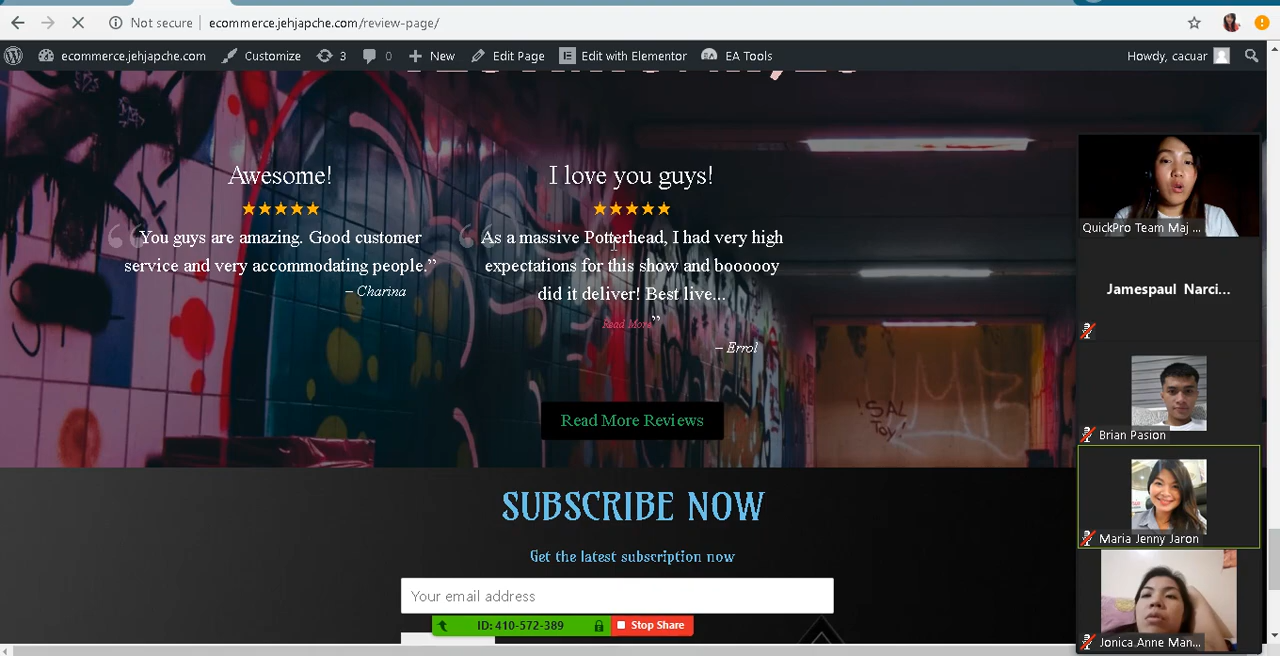 Not secure
ecommerce.jehjapche.com/review-page/
ecommerce.jehjapche.com
Customize
3
0
New
Edit Page
Edit with Elementor
EA Tools
Howdy, cacuar
Awesome!
“You guys are amazing. Good customer
service and very accommodating people.”
– Charina
I love you guys!
“As a massive Potterhead, I had very high
expectations for this show and boooooy
did it deliver! Best live...
Read More”
– Errol
Read More Reviews
SUBSCRIBE NOW
Get the latest subscription now
Your email address
ID: 410-572-389
Stop Share
QuickPro Team Maj ...
Jamespaul Narci...
Brian Pasion
Maria Jenny Jaron
Jonica Anne Man...